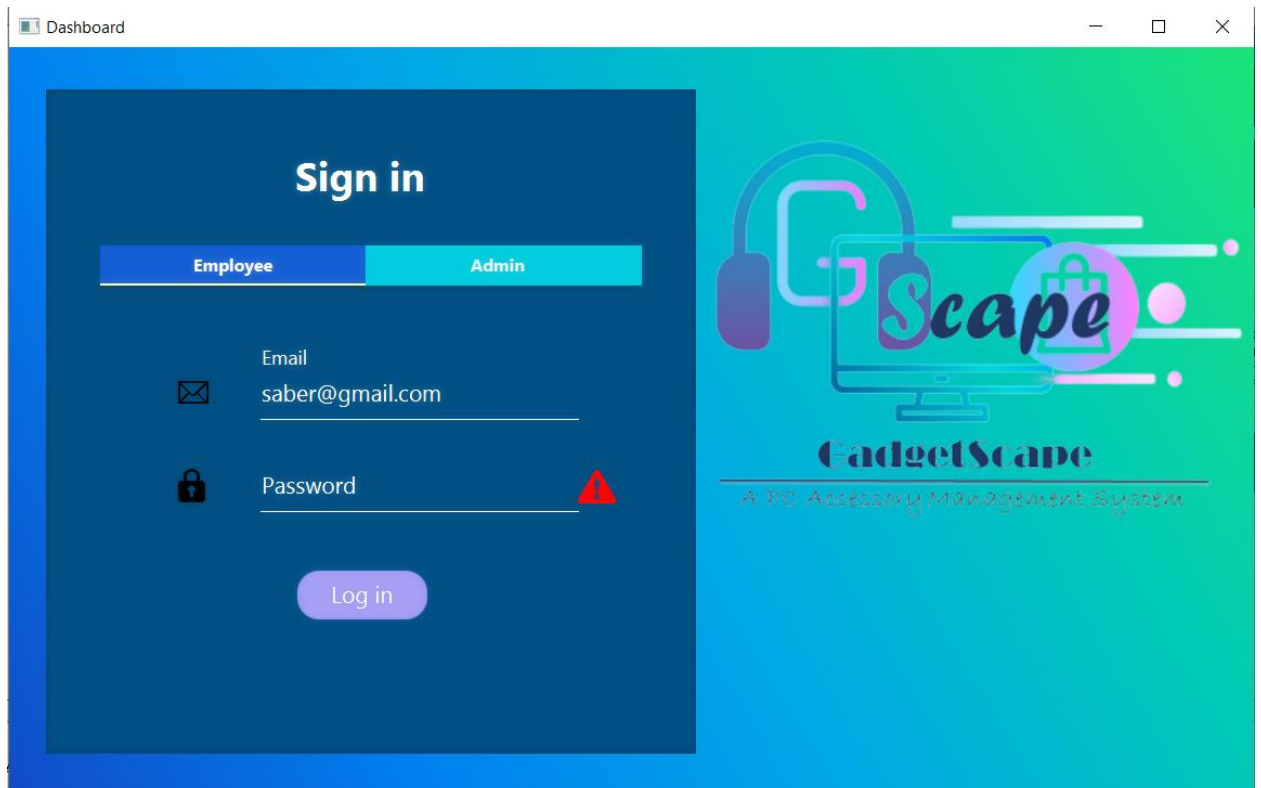 Dashboard
Sign in
Employee
Admin
Email
saber@gmail.com
Password
Log in
G Scape
GadgetScape
A PC Accessory Management System